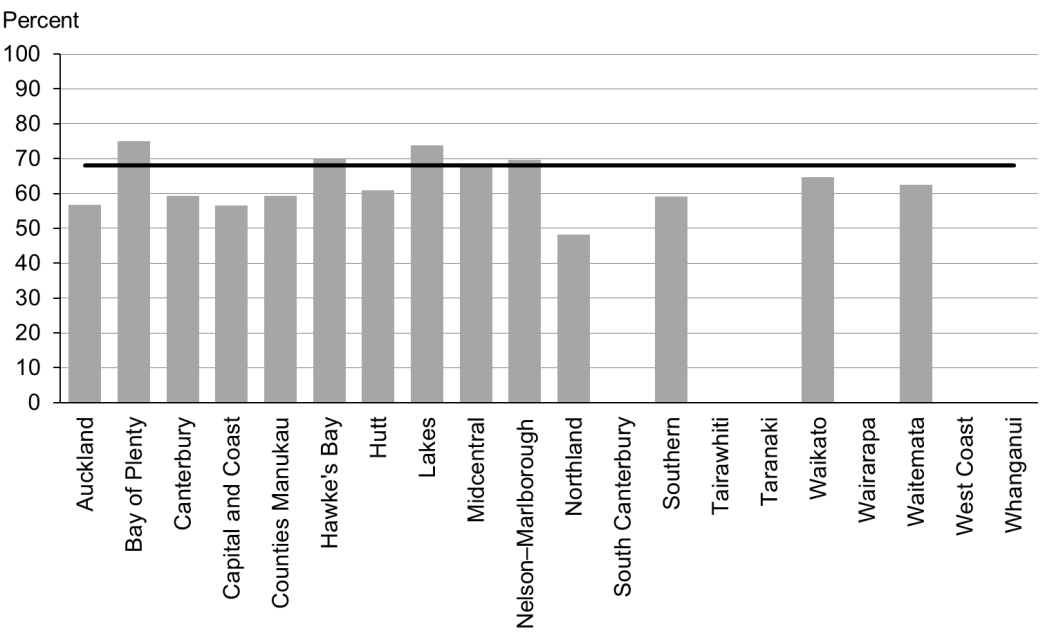 Percent
100
90
80
70
60
50
40
30
20
10
0
Auckland
Bay of Plenty
Canterbury
Capital and Coast
Counties Manukau
Hawke's Bay
Hutt
Lakes
Midcentral
Nelson–Marlborough
Northland
South Canterbury
Southern
Tairawhiti
Taranaki
Waikato
Wairarapa
Waitemata
West Coast
Whanganui